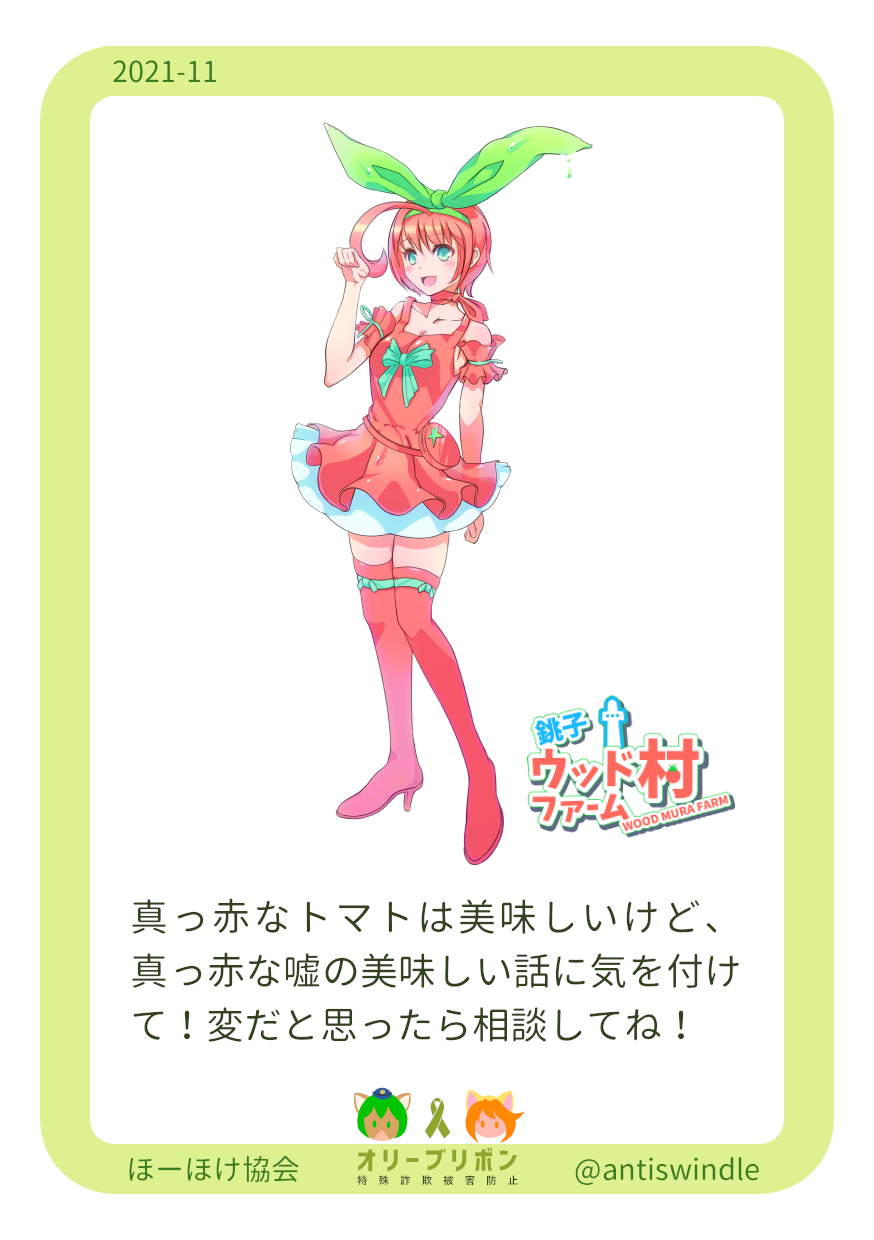 2021-11
銚子
ウッド村
ファーム
WOOD MURA FARM
真っ赤なトマトは美味しいけど、
真っ赤な嘘の美味しい話に気を付け
て！変だと思ったら相談してね！
ほーほけ協会
オリーブリボン
特殊詐欺被害防止
@antiswindle